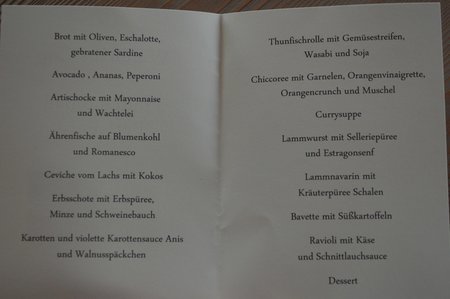 Brot mit Oliven, Eschalotte,
gebratener Sardine
Avocado , Ananas, Peperoni
Artischocke mit Mayonnaise
und Wachtelei
Ährenfische auf Blumenkohl
und Romanesco
Ceviche vom Lachs mit Kokos
Erbsschote mit Erbspüree,
Minze und Schweinebauch
Karotten und violette Karottensauce Anis
und Walnusspäckchen
Thunfischrolle mit Gemüsestreifen,
Wasabi und Soja
Chiccoree mit Garnelen, Orangenvinaigrette,
Orangencrunch und Muschel
Currysuppe
Lammwurst mit Selleriepüree
und Estragonsenf
Lammnavarin mit
Kräuterpüree Schalen
Bavette mit Süßkartoffeln
Ravioli mit Käse
und Schnittlauchsauce
Dessert